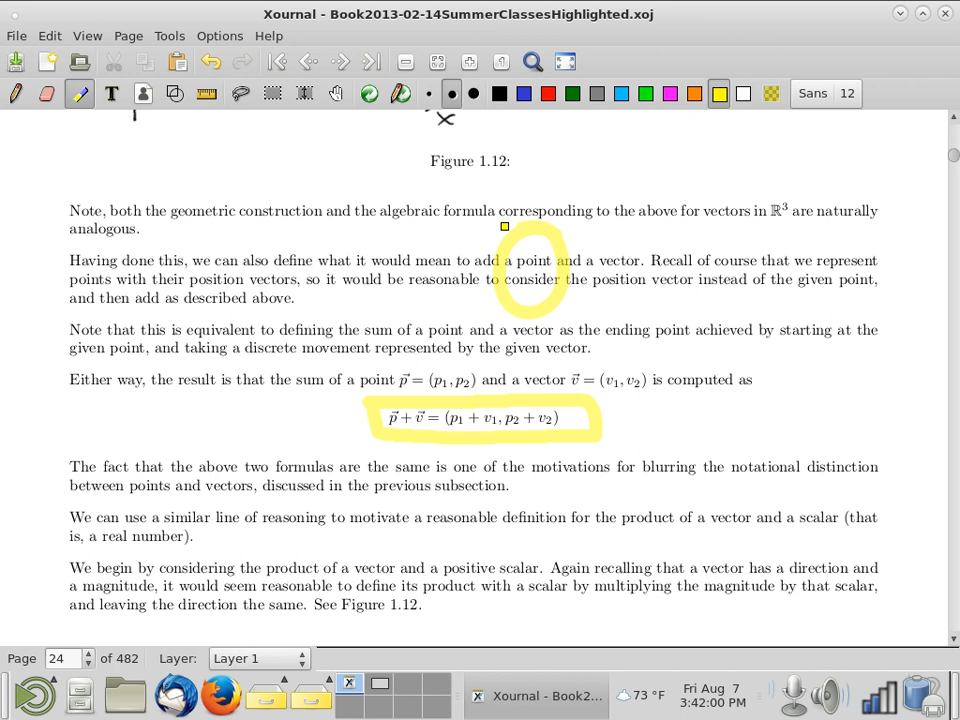 Xournal - Book2013-02-14SummerClassesHighlighted.xoj
File Edit View Page Tools Options Help
T Sans 12
x
Figure 1.12:
Note, both the geometric construction and the algebraic formula corresponding to the above for vectors in ℝ³ are naturally
analogous.
Having done this, we can also define what it would mean to add a point and a vector. Recall of course that we represent
points with their position vectors, so it would be reasonable to consider the position vector instead of the given point,
and then add as described above.
Note that this is equivalent to defining the sum of a point and a vector as the ending point achieved by starting at the
given point, and taking a discrete movement represented by the given vector.
Either way, the result is that the sum of a point p⃗ = (p₁, p₂) and a vector v⃗ = (v₁, v₂) is computed as
p⃗ + v⃗ = (p₁ + v₁, p₂ + v₂)
The fact that the above two formulas are the same is one of the motivations for blurring the notational distinction
between points and vectors, discussed in the previous subsection.
We can use a similar line of reasoning to motivate a reasonable definition for the product of a vector and a scalar (that
is, a real number).
We begin by considering the product of a vector and a positive scalar. Again recalling that a vector has a direction and
a magnitude, it would seem reasonable to define its product with a scalar by multiplying the magnitude by that scalar,
and leaving the direction the same. See Figure 1.12.
Page 24 of 482 Layer: Layer 1
Xournal - Book2... 73 °F Fri Aug 7
3:42:00 PM